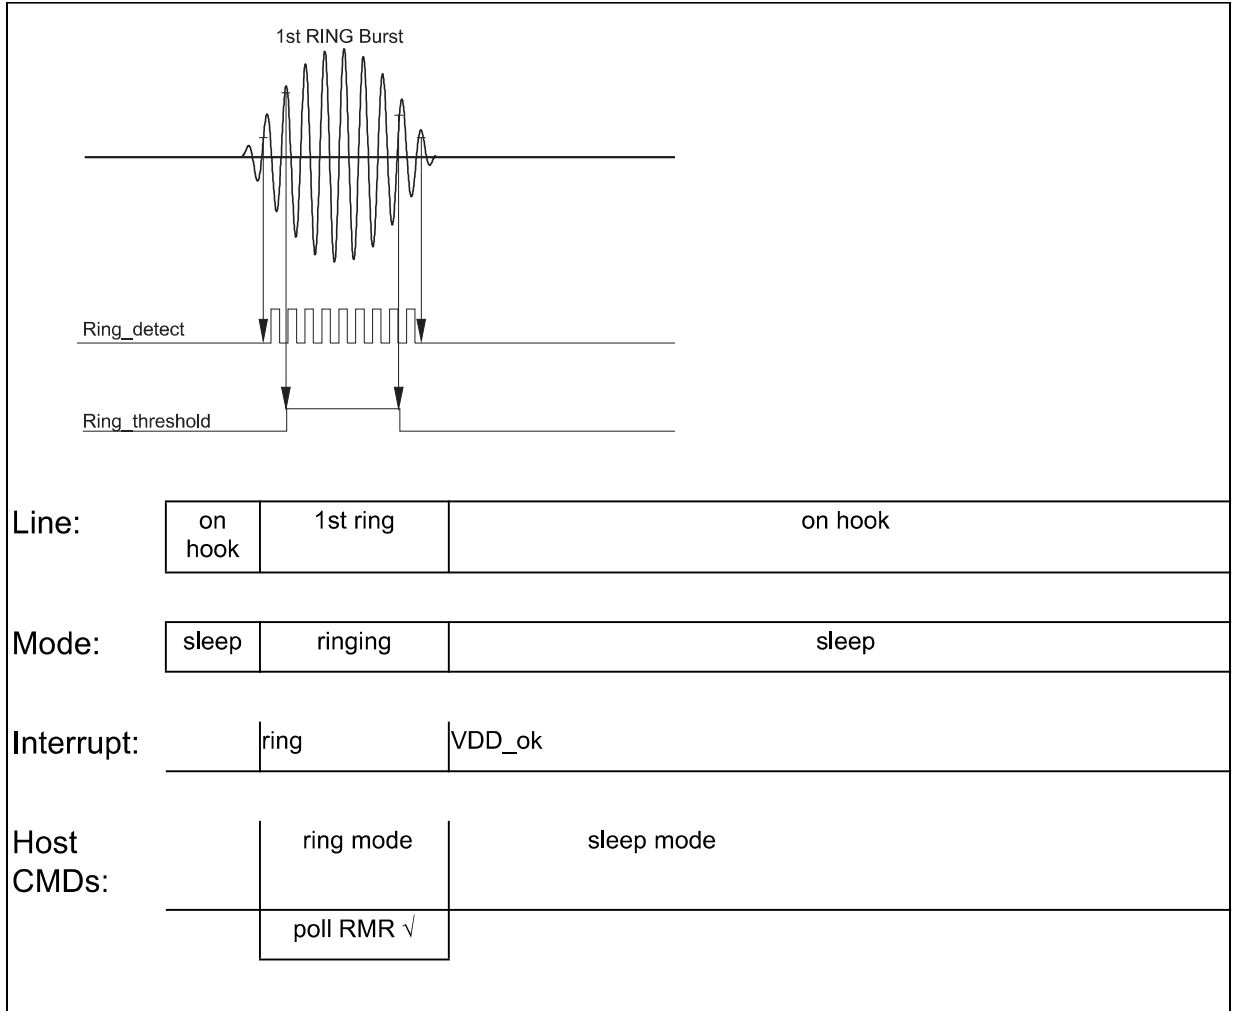 1st RING Burst
Ring_detect
Ring_threshold
Line:
on
hook
1st ring
on hook
Mode:
sleep
ringing
sleep
Interrupt:
ring
VDD_ok
Host
CMDs:
ring mode
sleep mode
poll RMR √